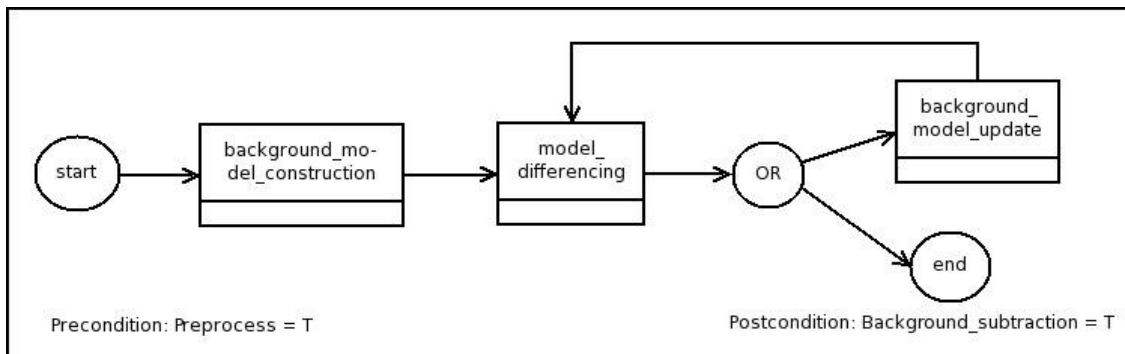 start
background_mo-
del_construction
model_
differencing
OR
background_
model_update
end
Precondition: Preprocess = T
Postcondition: Background_subtraction = T